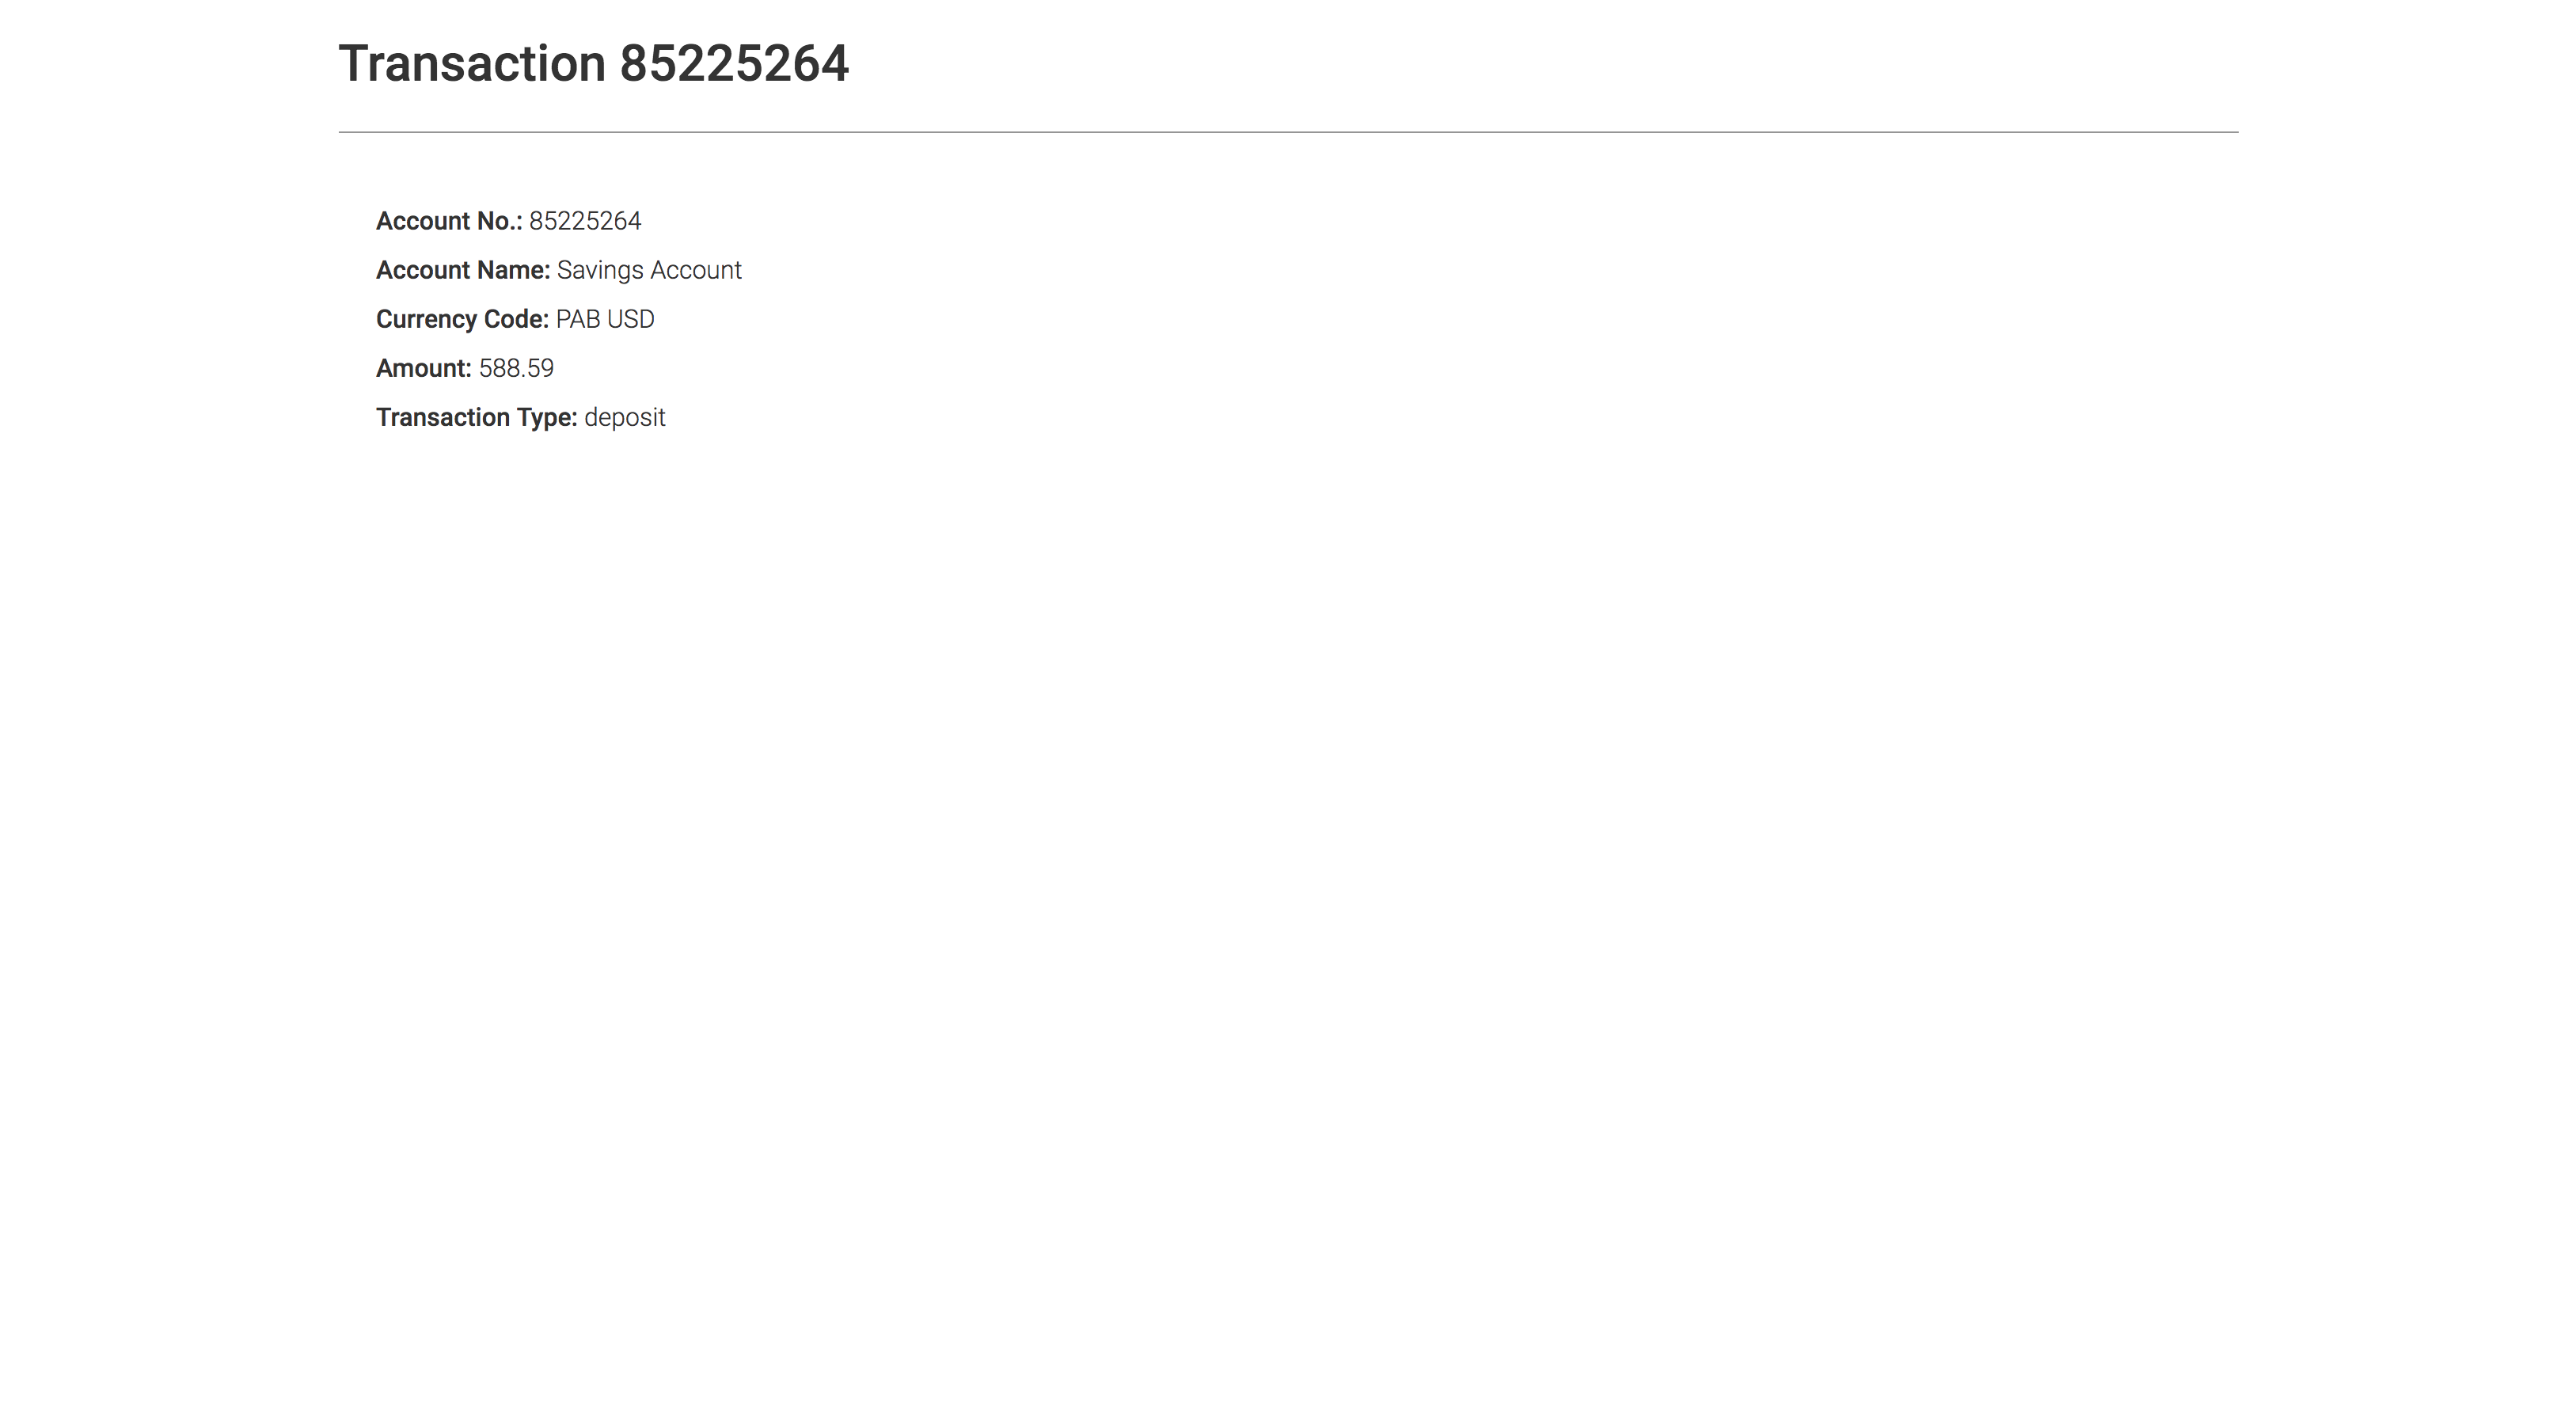 Transaction 85225264
Account No.: 85225264
Account Name: Savings Account
Currency Code: PAB USD
Amount: 588.59
Transaction Type: deposit